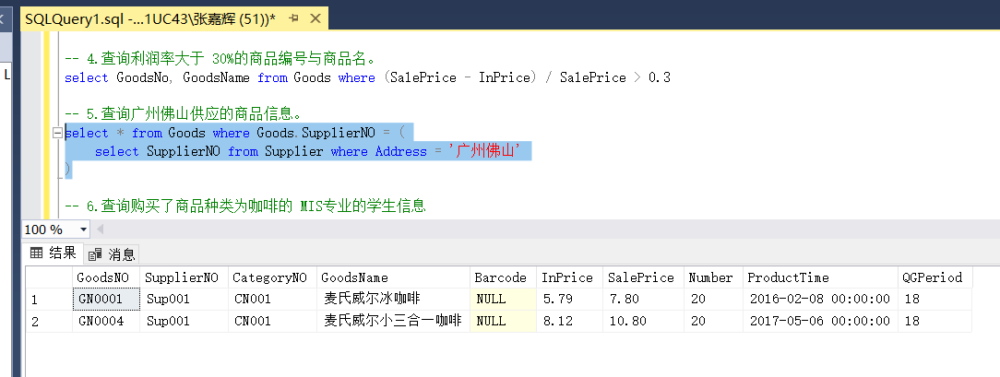 SQLQuery1.sql -...1UC43\张嘉辉 (51))*
L
-- 4.查询利润率大于 30%的商品编号与商品名。
select GoodsNo, GoodsName from Goods where (SalePrice - InPrice) / SalePrice > 0.3
-- 5.查询广州佛山供应的商品信息。
select * from Goods where Goods.SupplierNO = (
select SupplierNO from Supplier where Address = '广州佛山'
)
-- 6.查询购买了商品种类为咖啡的 MIS专业的学生信息
100 %
结果 消息
GoodsNO SupplierNO CategoryNO GoodsName Barcode InPrice SalePrice Number ProductTime QGPeriod
1 GN0001 Sup001 CN001 麦氏威尔冰咖啡 NULL 5.79 7.80 20 2016-02-08 00:00:00 18
2 GN0004 Sup001 CN001 麦氏威尔小三合一咖啡 NULL 8.12 10.80 20 2017-05-06 00:00:00 18